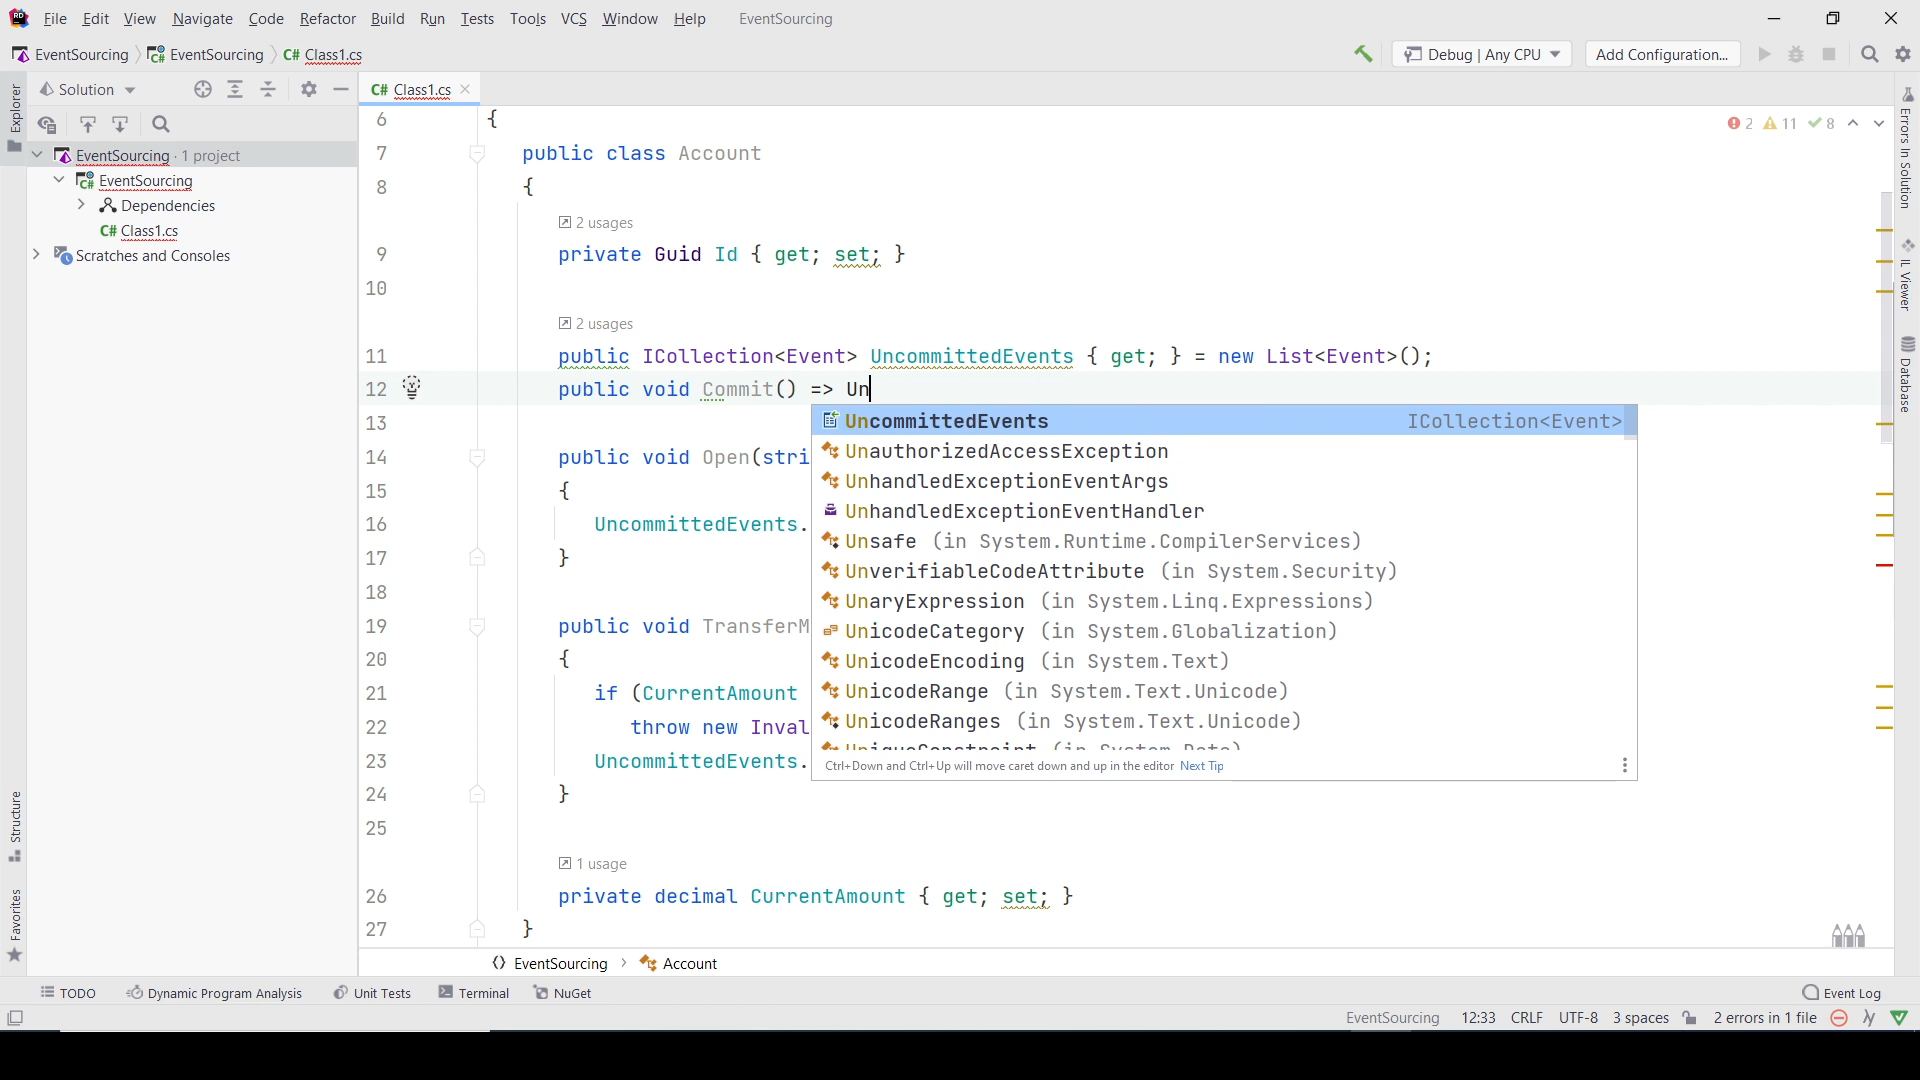 File Edit View Navigate Code Refactor Build Run Tests Tools VCS Window Help EventSourcing
EventSourcing EventSourcing C# Class1.cs Debug | Any CPU Add Configuration...
Solution C# Class1.cs
EventSourcing · 1 project
EventSourcing
Dependencies
C# Class1.cs
Scratches and Consoles
Explorer
Structure
Favorites
2 11 8
6 {
7 public class Account
8 {
2 usages
9 private Guid Id { get; set; }
10
2 usages
11 public ICollection<Event> UncommittedEvents { get; } = new List<Event>();
12 public void Commit() => Un
13
14 public void Open(stri
15 {
16 UncommittedEvents.
17 }
18
19 public void TransferM
20 {
21 if (CurrentAmount
22 throw new Inval
23 UncommittedEvents.
24 }
25
1 usage
26 private decimal CurrentAmount { get; set; }
27 }
UncommittedEvents ICollection<Event>
UnauthorizedAccessException
UnhandledExceptionEventArgs
UnhandledExceptionEventHandler
Unsafe (in System.Runtime.CompilerServices)
UnverifiableCodeAttribute (in System.Security)
UnaryExpression (in System.Linq.Expressions)
UnicodeCategory (in System.Globalization)
UnicodeEncoding (in System.Text)
UnicodeRange (in System.Text.Unicode)
UnicodeRanges (in System.Text.Unicode)
UniqueConstraint (in System.Data)
Ctrl+Down and Ctrl+Up will move caret down and up in the editor Next Tip
Errors In Solution
IL Viewer
Database
EventSourcing Account
TODO Dynamic Program Analysis Unit Tests Terminal NuGet Event Log
EventSourcing 12:33 CRLF UTF-8 3 spaces 2 errors in 1 file